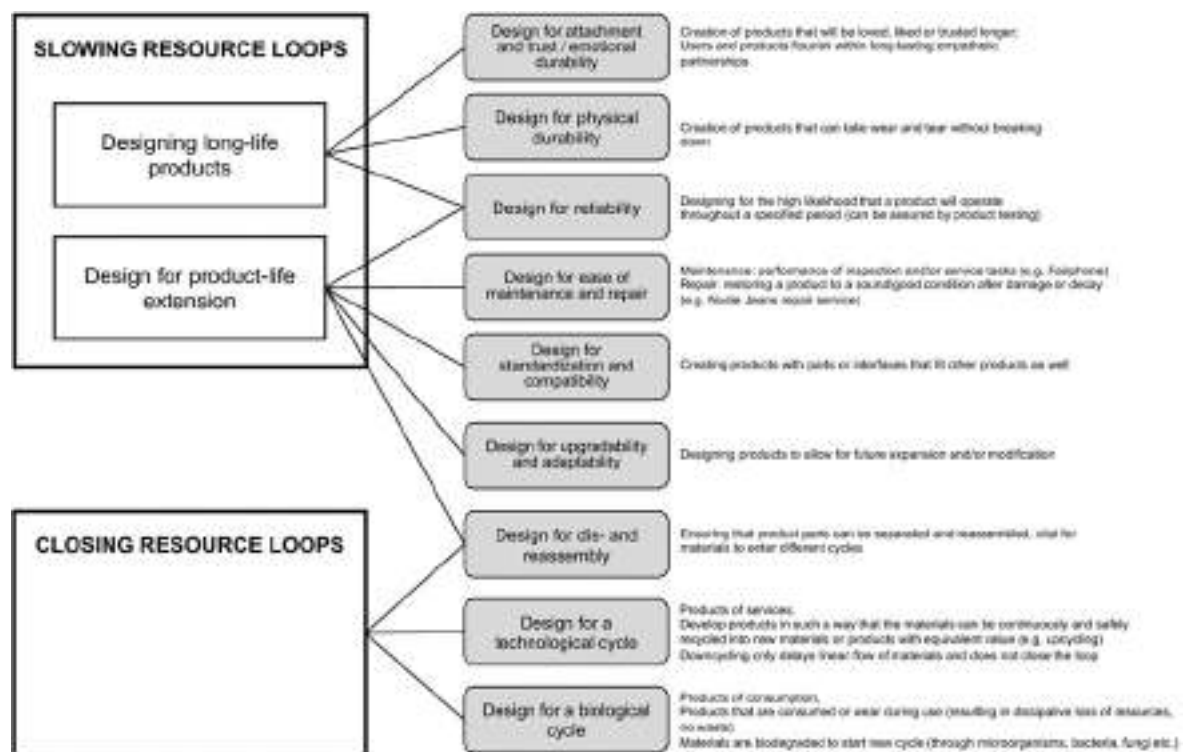 SLOWING RESOURCE LOOPS
Designing long-life
products
Design for product-life
extension
CLOSING RESOURCE LOOPS
Design for attachment
and trust / emotional
durability
Creation of products that will be loved, liked or trusted longer.
Users and products flourish within long-lasting empathetic
partnerships
Design for physical
durability
Creation of products that can take wear and tear without breaking
down
Design for reliability
Designing for the high likelihood that a product will operate
throughout a specified period (can be assured by product testing)
Design for ease of
maintenance and repair
Maintenance: performance of inspection and/or service tasks (e.g. Fairphone)
Repair: restoring a product to a sound/good condition after damage or decay
(e.g. Nudie Jeans repair service)
Design for
standardization and
compatibility
Creating products with parts or interfaces that fit other products as well
Design for upgradability
and adaptability
Designing products to allow for future expansion and/or modification
Design for dis- and
reassembly
Ensuring that product parts can be separated and reassembled, vital for
materials to enter different cycles
Design for a
technological cycle
Products of services.
Develop products in such a way that the materials can be continuously and safely
recycled into new materials or products with equivalent value (e.g. upcycling)
Downcycling only delays linear flow of materials and does not close the loop
Design for a biological
cycle
Products of consumption.
Products that are consumed or wear during use (resulting in dissipative loss of resources,
no waste)
Materials are biodegraded to start new cycle (through microorganisms, bacteria, fungi etc.)